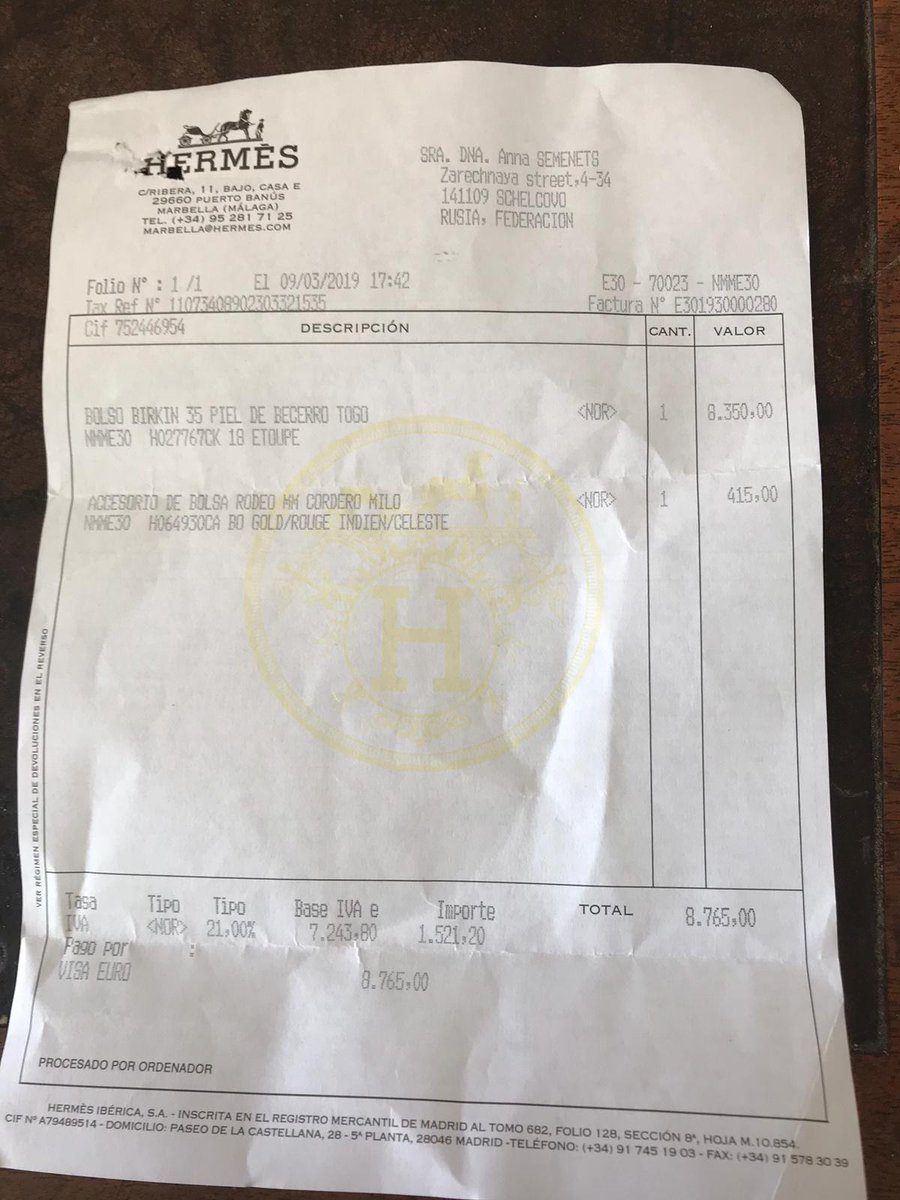 HERMÈS
C/RIBERA, 11, BAJO, CASA E
29660 PUERTO BANÚS
MARBELLA (MÁLAGA)
TEL. (+34) 95 281 71 25
MARBELLA@HERMES.COM
SRA. DNA. Anna SEMENETS
Zarechnaya street,4-34
141109 SCHELCOVO
RUSIA, FEDERACION
Folio N° : 1 /1 El 09/03/2019 17:42 E30 - 70023 - NMME30
Tax Ref N° 11073408902303321535 Factura N° E301930000280
Cif 752446954 DESCRIPCIÓN CANT. VALOR
BOLSO BIRKIN 35 PIEL DE BECERRO TOGO <NOR> 1 8.350,00
NMME30 H027767CK 18 ETOUPE
ACCESORIO DE BOLSA RODEO MM CORDERO MILO <NOR> 1 415,00
NMME30 H064930CA B0 GOLD/ROUGE INDIEN/CELESTE
H
VER RÉGIMEN ESPECIAL DE DEVOLUCIONES EN EL REVERSO
Tasa Tipo Tipo Base IVA e Importe TOTAL 8.765,00
IVA <NOR> 21,00% 7.243,80 1.521,20
Pago por :
VISA EURO 8.765,00
PROCESADO POR ORDENADOR
HERMÈS IBÉRICA, S.A. - INSCRITA EN EL REGISTRO MERCANTIL DE MADRID AL TOMO 682, FOLIO 128, SECCIÓN 8ª, HOJA M.10.854.
CIF Nº A79489514 - DOMICILIO: PASEO DE LA CASTELLANA, 28 - 5ª PLANTA, 28046 MADRID -TELÉFONO: (+34) 91 745 19 03 - FAX: (+34) 91 578 30 39